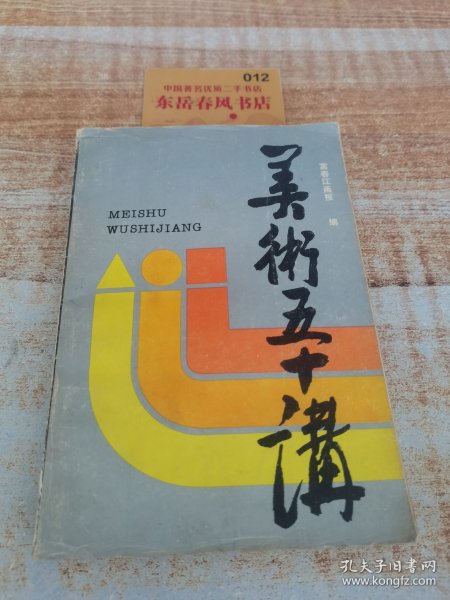 012
中国著名优质二手书店
东岳春风书店
MEISHU
WUSHIJIANG
美術五十講
富春江画报 编
孔夫子旧书网
www.kongfz.com